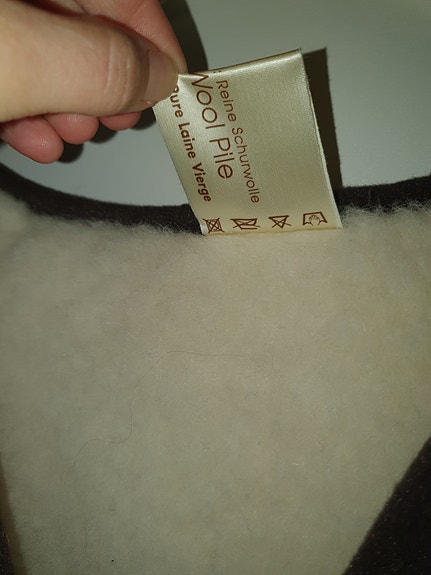 Reine Schurwolle
Wool Pile
Pure Laine Vierge